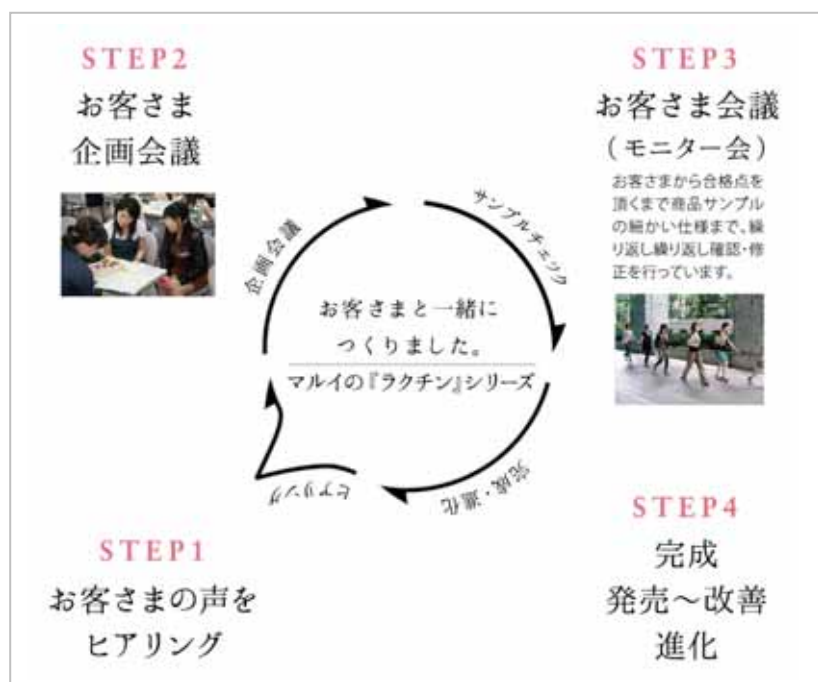 STEP2
お客さま
企画会議
STEP3
お客さま会議
(モニター会)
お客さまから合格点を
頂くまで商品サンプル
の細かい仕様まで、繰
り返し繰り返し確認・修
正を行っています。
企画会議
サンプルチェック
お客さまと一緒に
つくりました。
マルイの『ラクチン』シリーズ
完成・進化
ヒアリング
STEP1
お客さまの声を
ヒアリング
STEP4
完成
発売～改善
進化